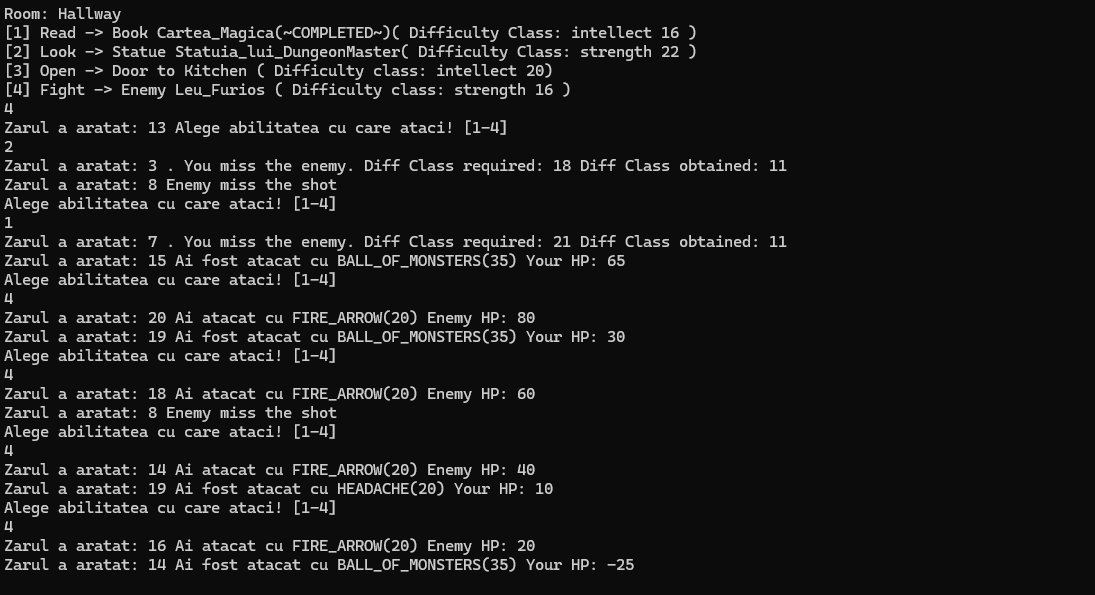 Room: Hallway
[1] Read -> Book Cartea_Magica(~COMPLETED~)( Difficulty Class: intellect 16 )
[2] Look -> Statue Statuia_lui_DungeonMaster( Difficulty Class: strength 22 )
[3] Open -> Door to Kitchen ( Difficulty class: intellect 20)
[4] Fight -> Enemy Leu_Furios ( Difficulty class: strength 16 )
4
Zarul a aratat: 13 Alege abilitatea cu care ataci! [1-4]
2
Zarul a aratat: 3 . You miss the enemy. Diff Class required: 18 Diff Class obtained: 11
Zarul a aratat: 8 Enemy miss the shot
Alege abilitatea cu care ataci! [1-4]
1
Zarul a aratat: 7 . You miss the enemy. Diff Class required: 21 Diff Class obtained: 11
Zarul a aratat: 15 Ai fost atacat cu BALL_OF_MONSTERS(35) Your HP: 65
Alege abilitatea cu care ataci! [1-4]
4
Zarul a aratat: 20 Ai atacat cu FIRE_ARROW(20) Enemy HP: 80
Zarul a aratat: 19 Ai fost atacat cu BALL_OF_MONSTERS(35) Your HP: 30
Alege abilitatea cu care ataci! [1-4]
4
Zarul a aratat: 18 Ai atacat cu FIRE_ARROW(20) Enemy HP: 60
Zarul a aratat: 8 Enemy miss the shot
Alege abilitatea cu care ataci! [1-4]
4
Zarul a aratat: 14 Ai atacat cu FIRE_ARROW(20) Enemy HP: 40
Zarul a aratat: 19 Ai fost atacat cu HEADACHE(20) Your HP: 10
Alege abilitatea cu care ataci! [1-4]
4
Zarul a aratat: 16 Ai atacat cu FIRE_ARROW(20) Enemy HP: 20
Zarul a aratat: 14 Ai fost atacat cu BALL_OF_MONSTERS(35) Your HP: -25